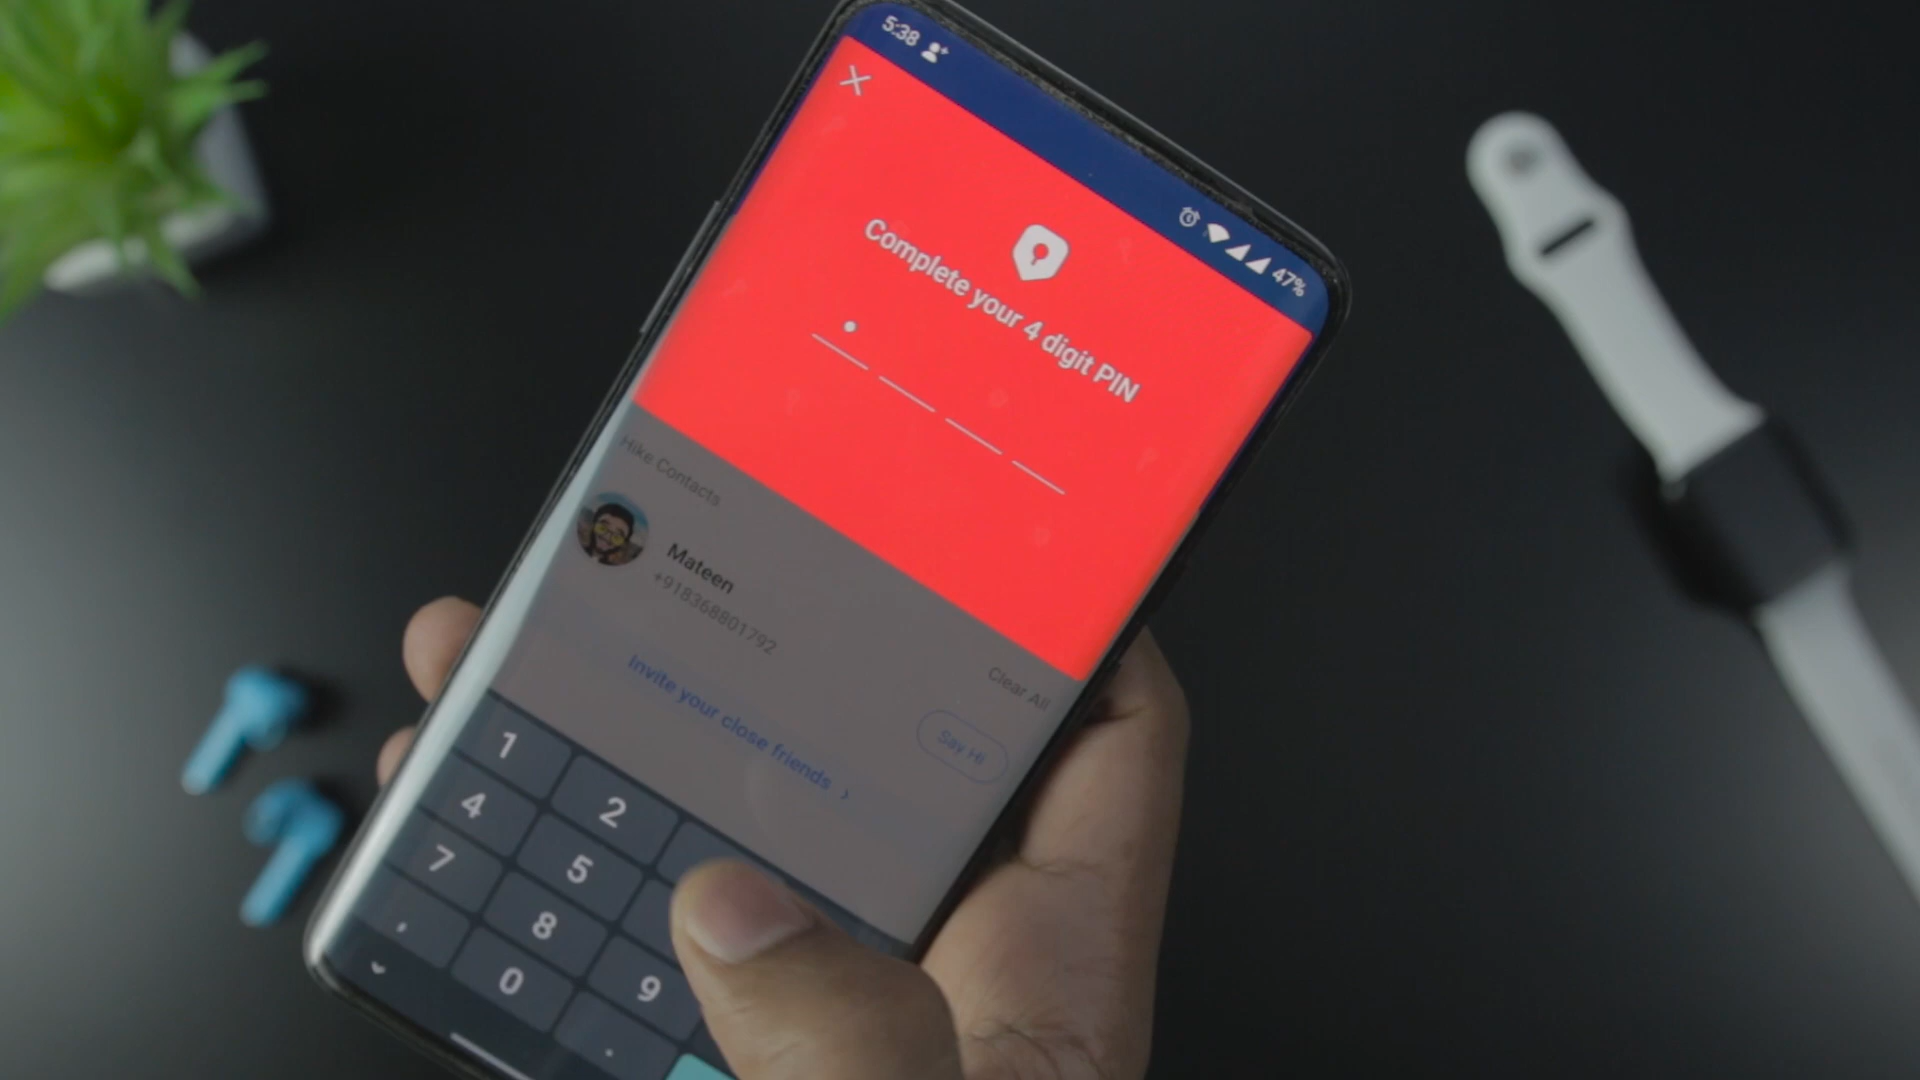 5:38
47%
Complete your 4 digit PIN
Hike Contacts
Clear All
Mateen
+918368801792
Say Hi
Invite your close friends ›
1
2
4
5
7
8
9
,
0
.